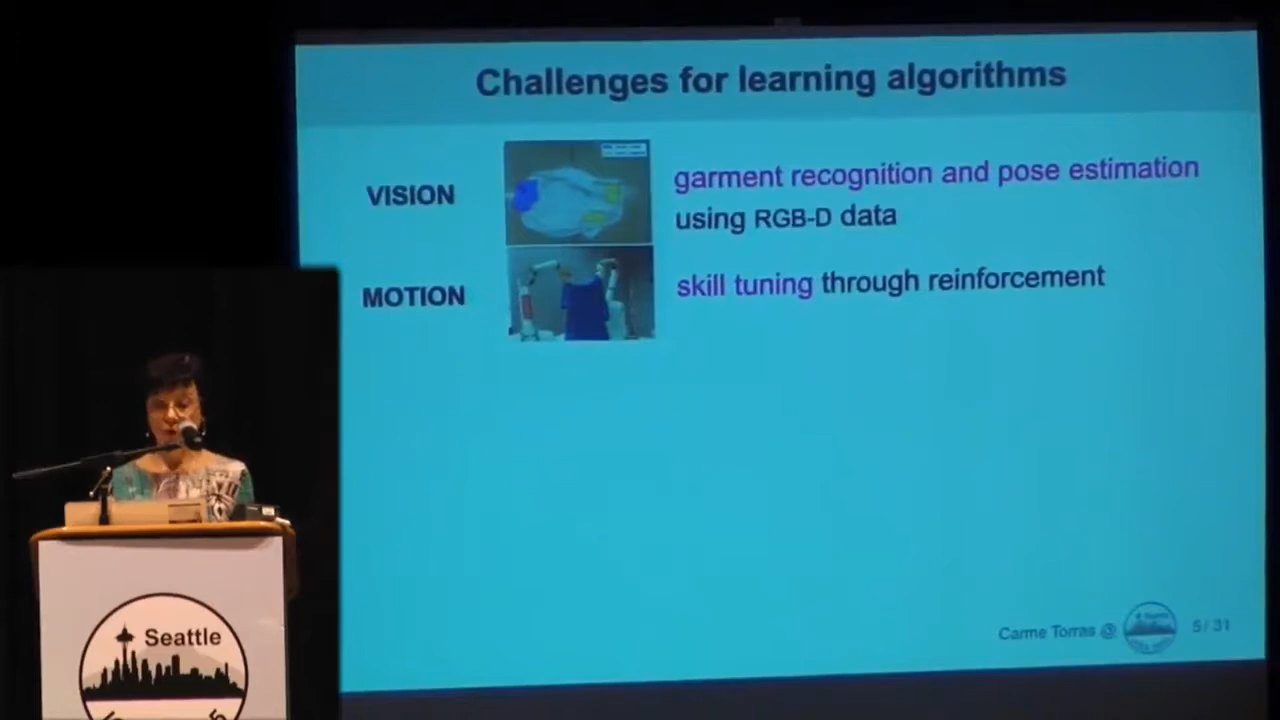 Challenges for learning algorithms
VISION
garment recognition and pose estimation
using RGB-D data
MOTION
skill tuning through reinforcement
Carme Torras @
5 / 31
Seattle